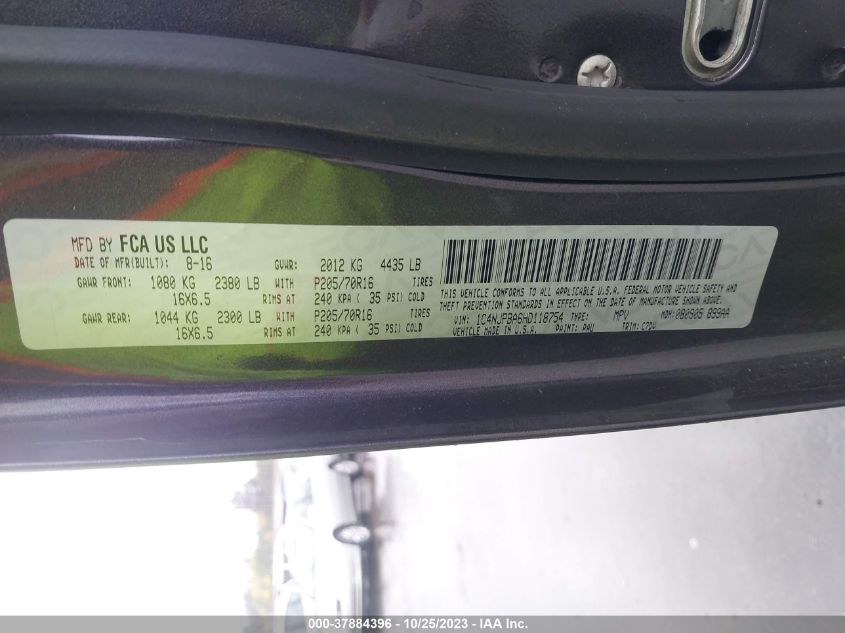 MFD BY FCA US LLC
DATE OF MFR(BUILT): 8-16 GVWR: 2012 KG 4435 LB
GAWR FRONT: 1080 KG 2380 LB WITH P205/70R16 TIRES
16X6.5 RIMS AT 240 KPA ( 35 PSI) COLD
GAWR REAR: 1044 KG 2300 LB WITH P205/70R16 TIRES
16X6.5 RIMS AT 240 KPA ( 35 PSI) COLD
THIS VEHICLE CONFORMS TO ALL APPLICABLE U.S.A. FEDERAL MOTOR VEHICLE SAFETY AND
THEFT PREVENTION STANDARDS IN EFFECT ON THE DATE OF MANUFACTURE SHOWN ABOVE.
VIN: 1C4NJPBA6HD118754 TYPE: MPV MDH: 080905 899AA
VEHICLE MADE IN U.S.A. PAINT: PAU TRIM: C7DV
000-37884396 - 10/25/2023 - IAA Inc.